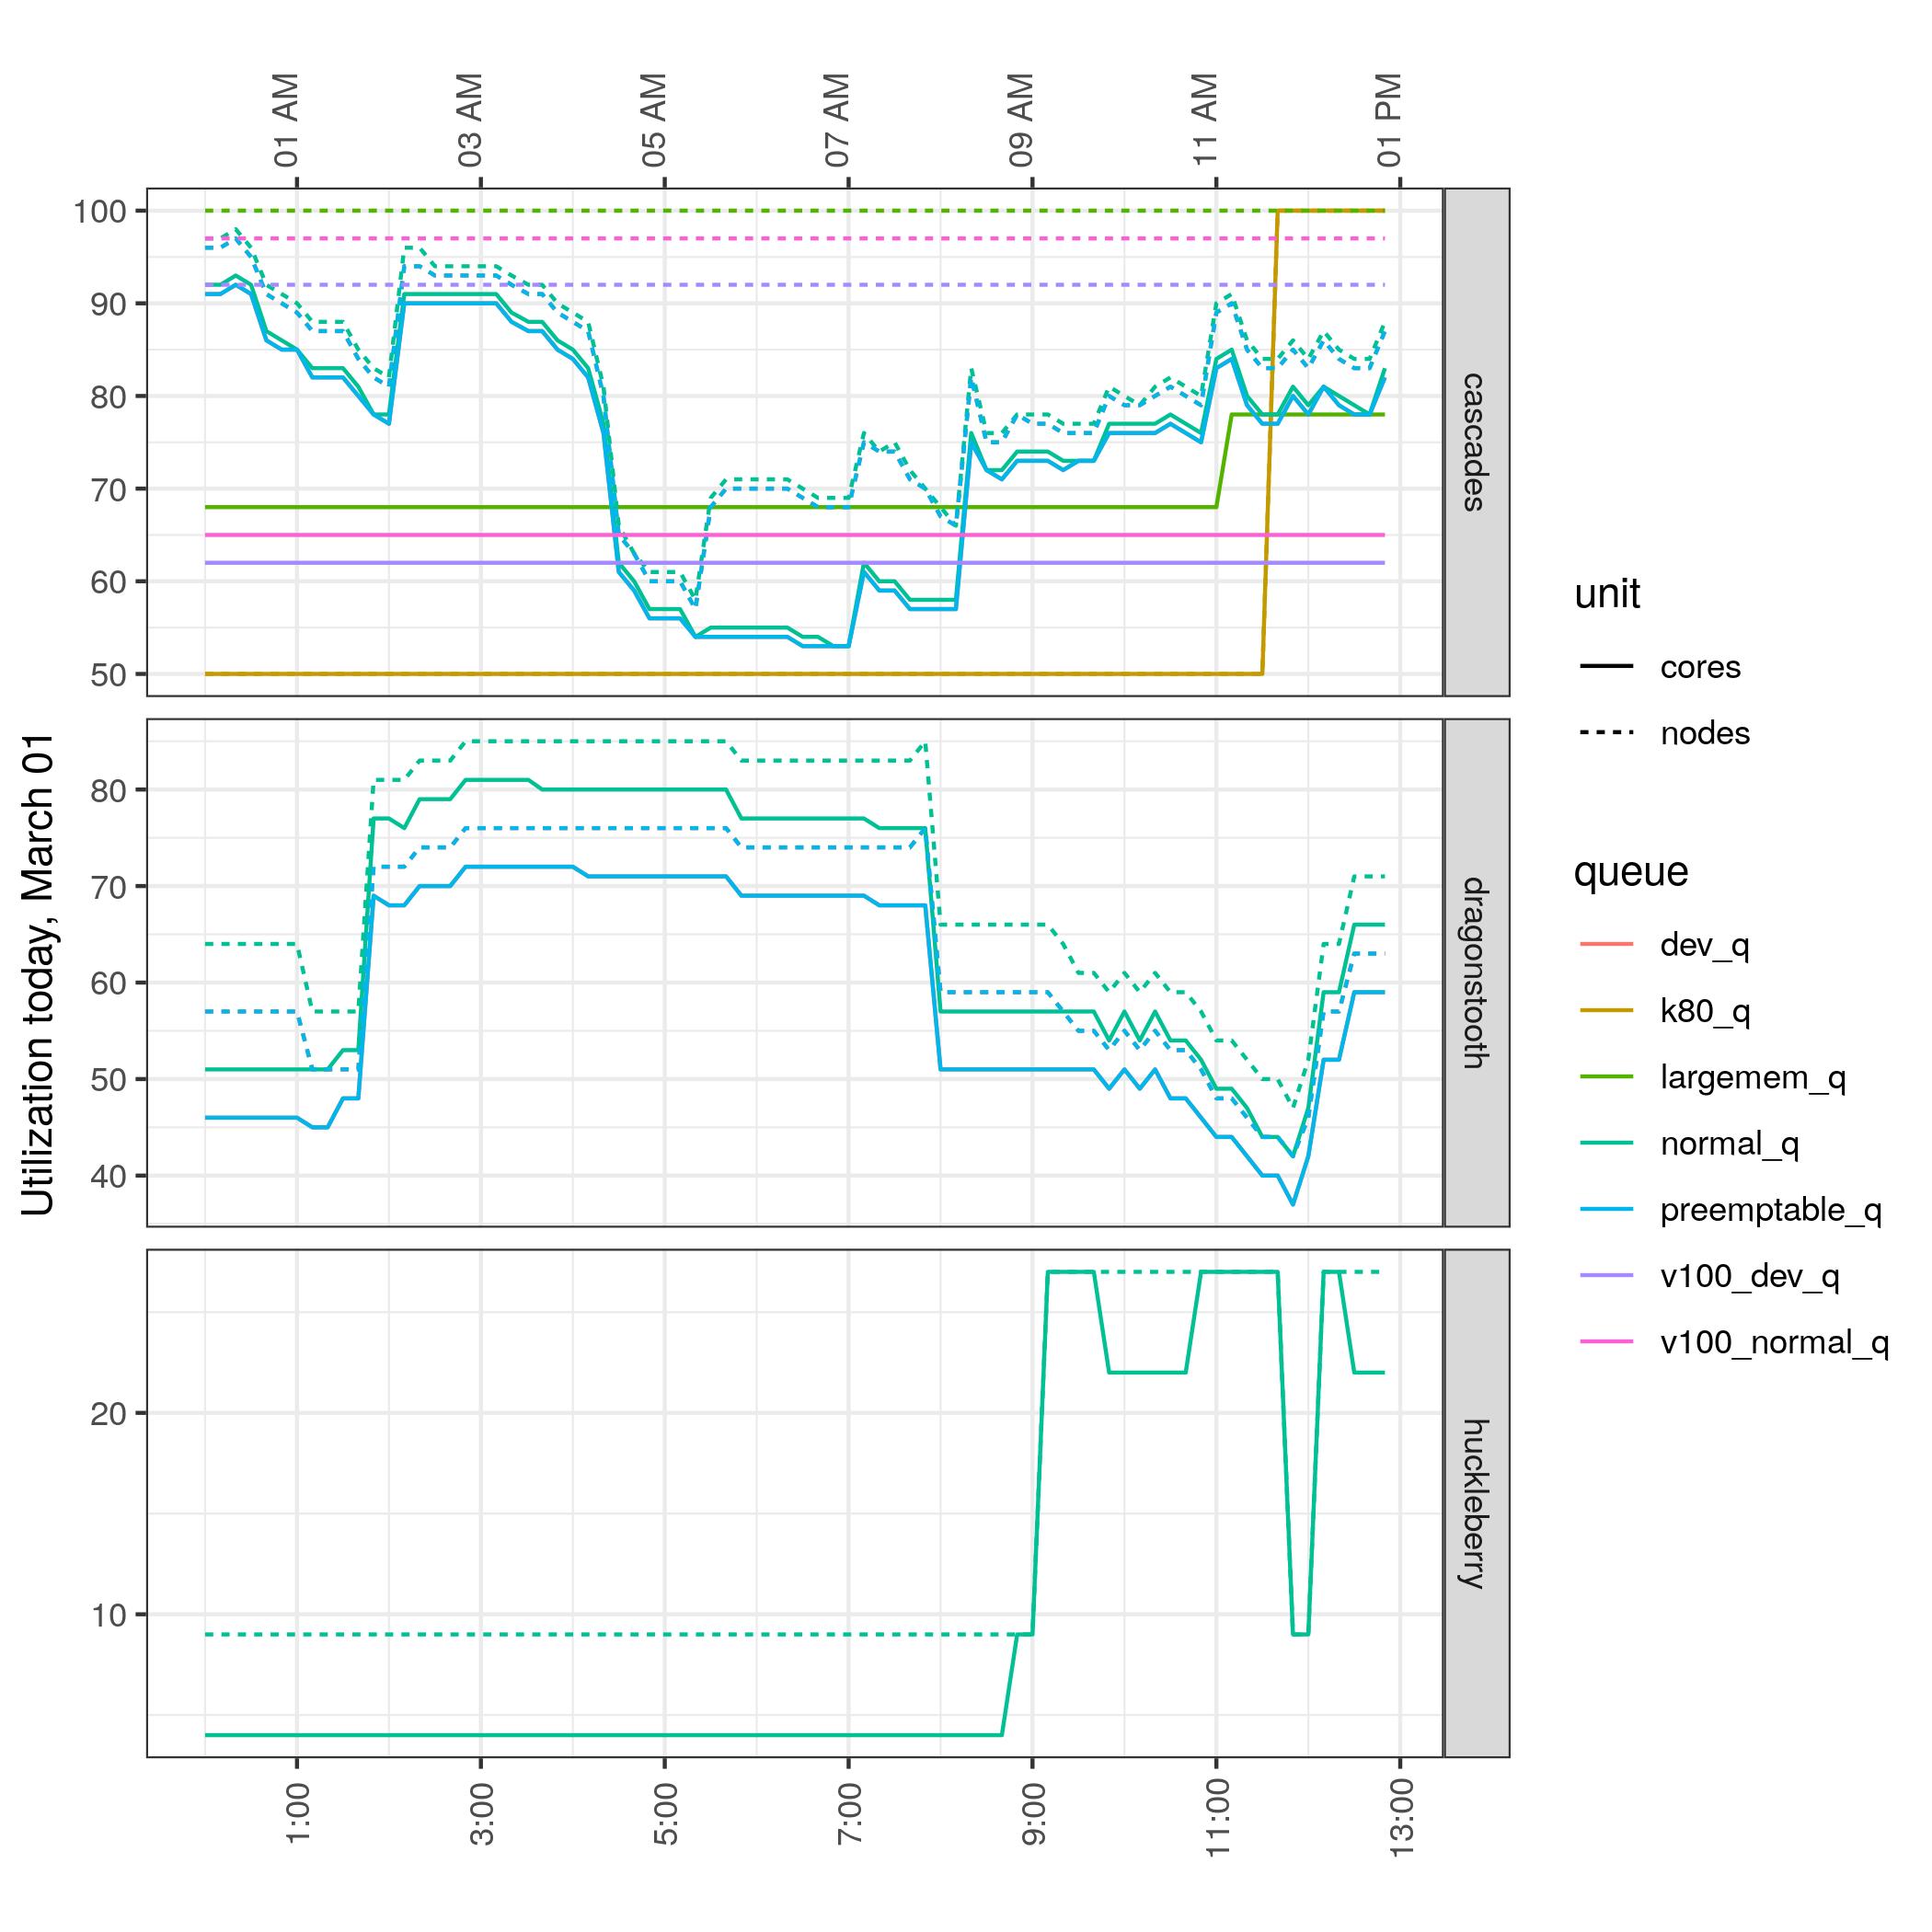 01 AM
03 AM
05 AM
07 AM
09 AM
11 AM
01 PM
Utilization today, March 01
100
90
80
70
60
50
cascades
80
70
60
50
40
dragonstooth
20
10
huckleberry
1:00
3:00
5:00
7:00
9:00
11:00
13:00
unit
cores
nodes
queue
dev_q
k80_q
largemem_q
normal_q
preemptable_q
v100_dev_q
v100_normal_q